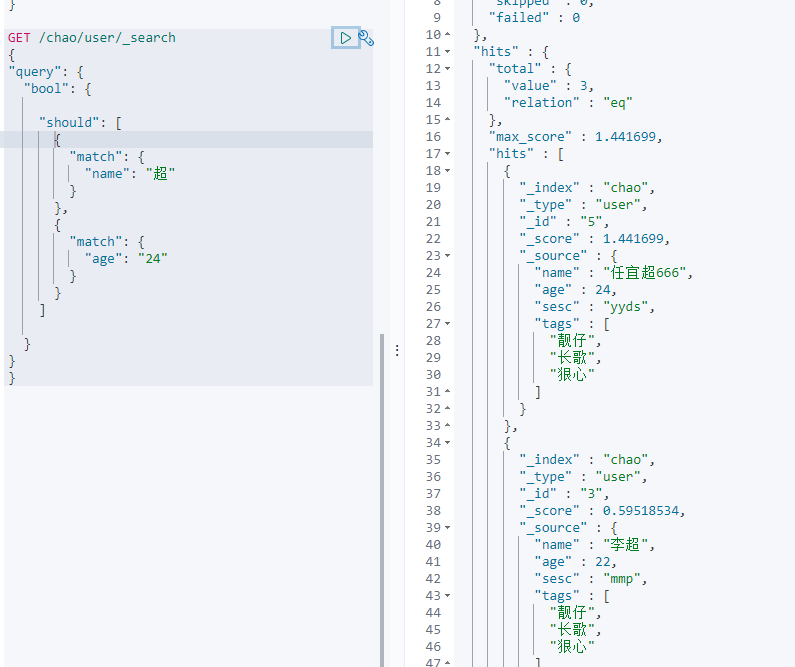 }
GET /chao/user/_search
{
"query": {
"bool": {
"should": [
{
"match": {
"name": "超"
}
},
{
"match": {
"age": "24"
}
}
]
}
}
}
8 "skipped" : 0,
9 "failed" : 0
10 },
11 "hits" : {
12 "total" : {
13 "value" : 3,
14 "relation" : "eq"
15 },
16 "max_score" : 1.441699,
17 "hits" : [
18 {
19 "_index" : "chao",
20 "_type" : "user",
21 "_id" : "5",
22 "_score" : 1.441699,
23 "_source" : {
24 "name" : "任宜超666",
25 "age" : 24,
26 "sesc" : "yyds",
27 "tags" : [
28 "靓仔",
29 "长歌",
30 "狠心"
31 ]
32 }
33 },
34 {
35 "_index" : "chao",
36 "_type" : "user",
37 "_id" : "3",
38 "_score" : 0.59518534,
39 "_source" : {
40 "name" : "李超",
41 "age" : 22,
42 "sesc" : "mmp",
43 "tags" : [
44 "靓仔",
45 "长歌",
46 "狠心"
47 ]